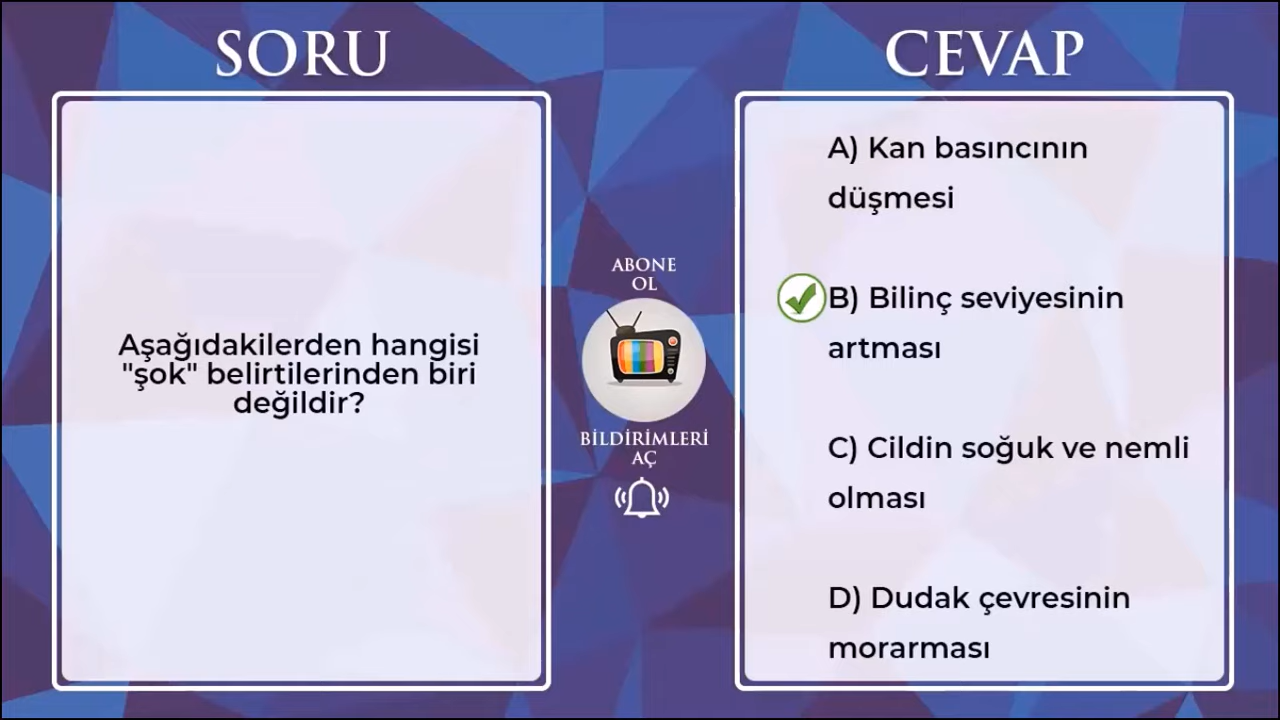 SORU
Aşağıdakilerden hangisi
"şok" belirtilerinden biri
değildir?
ABONE
OL
BİLDİRİMLERİ
AÇ
CEVAP
A) Kan basıncının
düşmesi
B) Bilinç seviyesinin
artması
C) Cildin soğuk ve nemli
olması
D) Dudak çevresinin
morarması